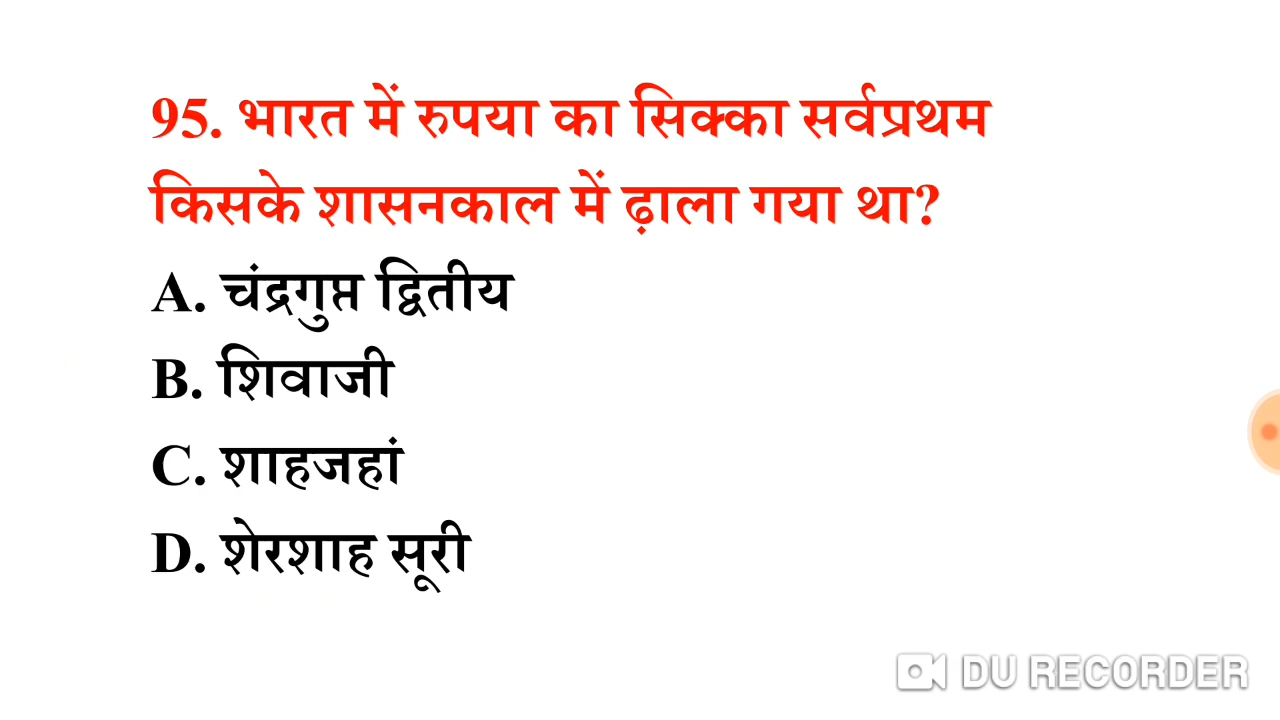 95. भारत में रुपया का सिक्का सर्वप्रथम
किसके शासनकाल में ढ़ाला गया था?
A. चंद्रगुप्त द्वितीय
B. शिवाजी
C. शाहजहां
D. शेरशाह सूरी
DU RECORDER